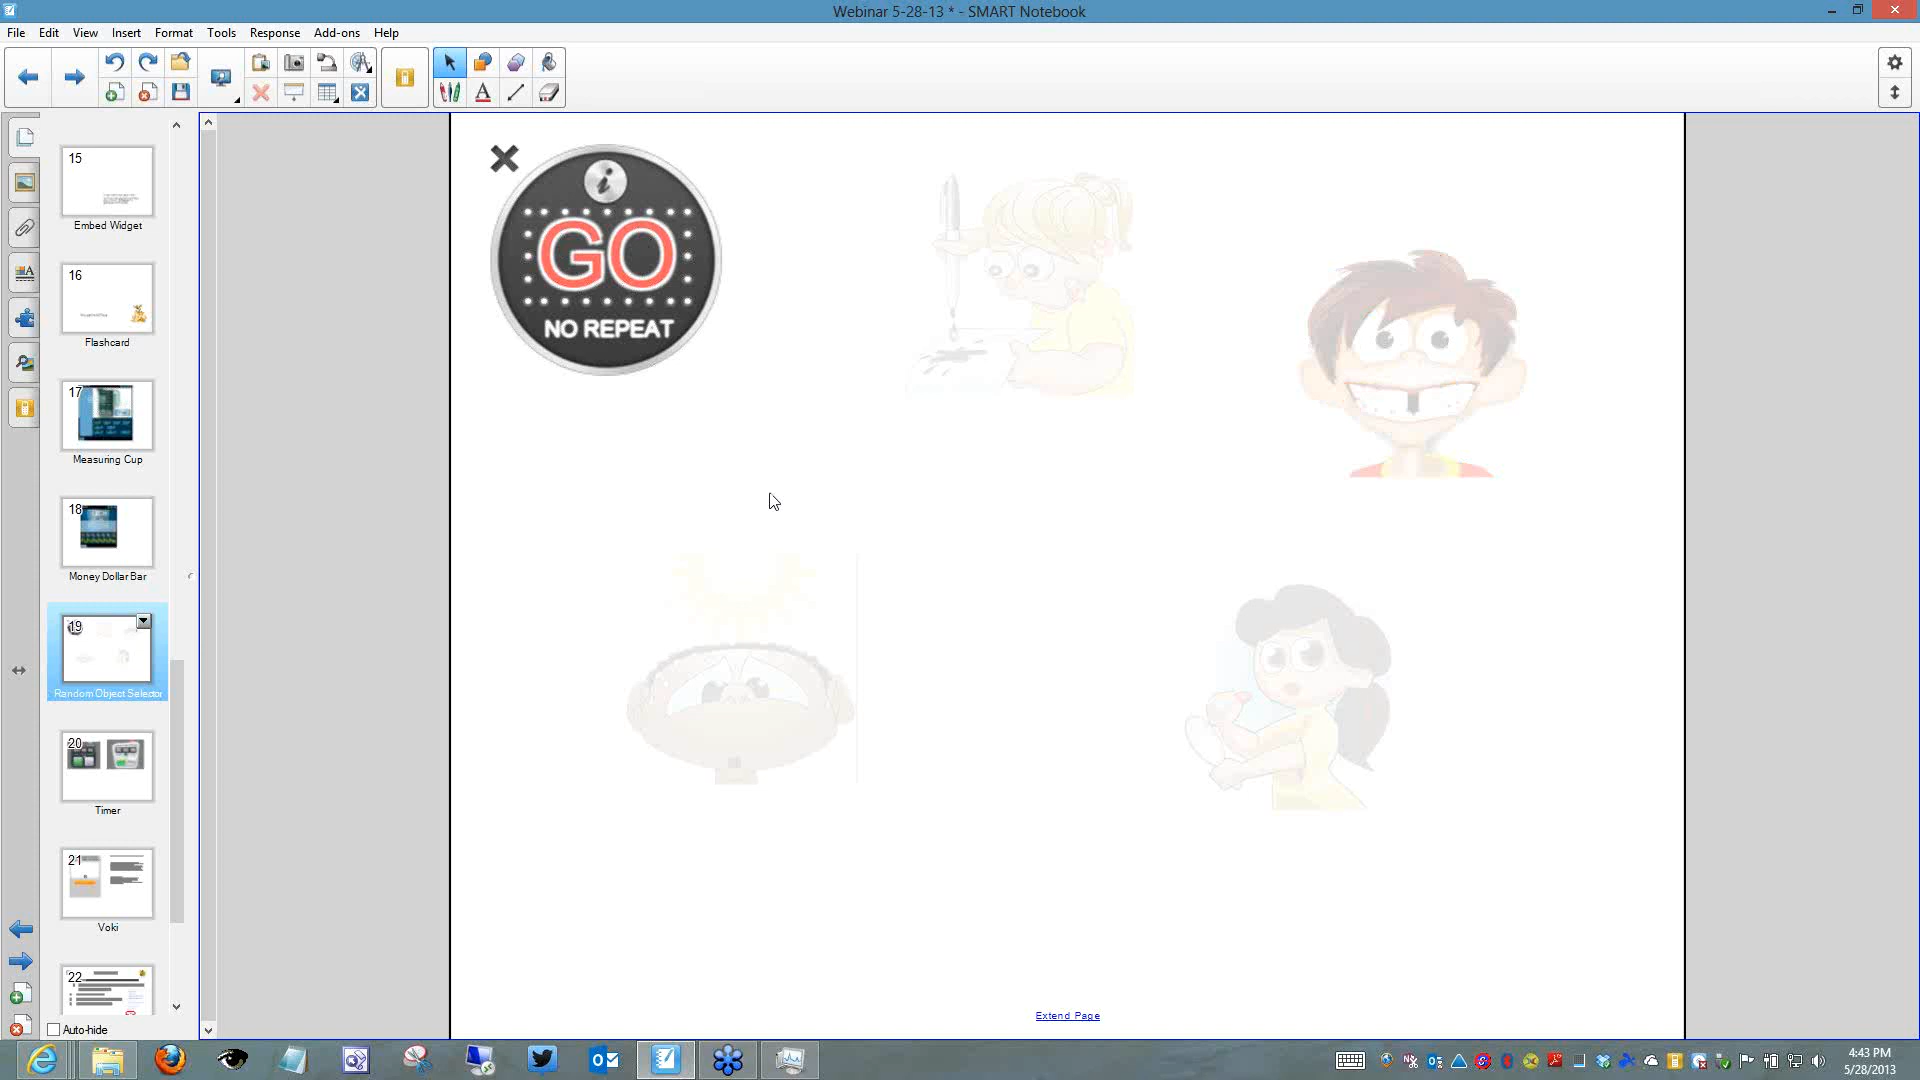 Webinar 5-28-13 * - SMART Notebook
File Edit View Insert Format Tools Response Add-ons Help
15
Embed Widget
16
Flashcard
17
Measuring Cup
18
Money Dollar Bar
19
Random Object Selector
20
Timer
21
Voki
22
Auto-hide
i
GO
NO REPEAT
Extend Page
4:43 PM
5/28/2013